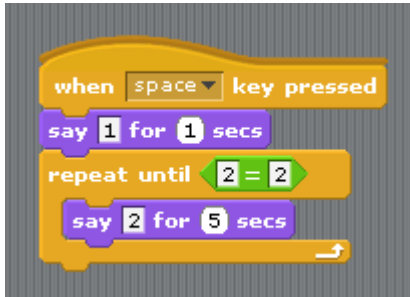 when space key pressed
say 1 for 1 secs
repeat until 2 = 2
say 2 for 5 secs